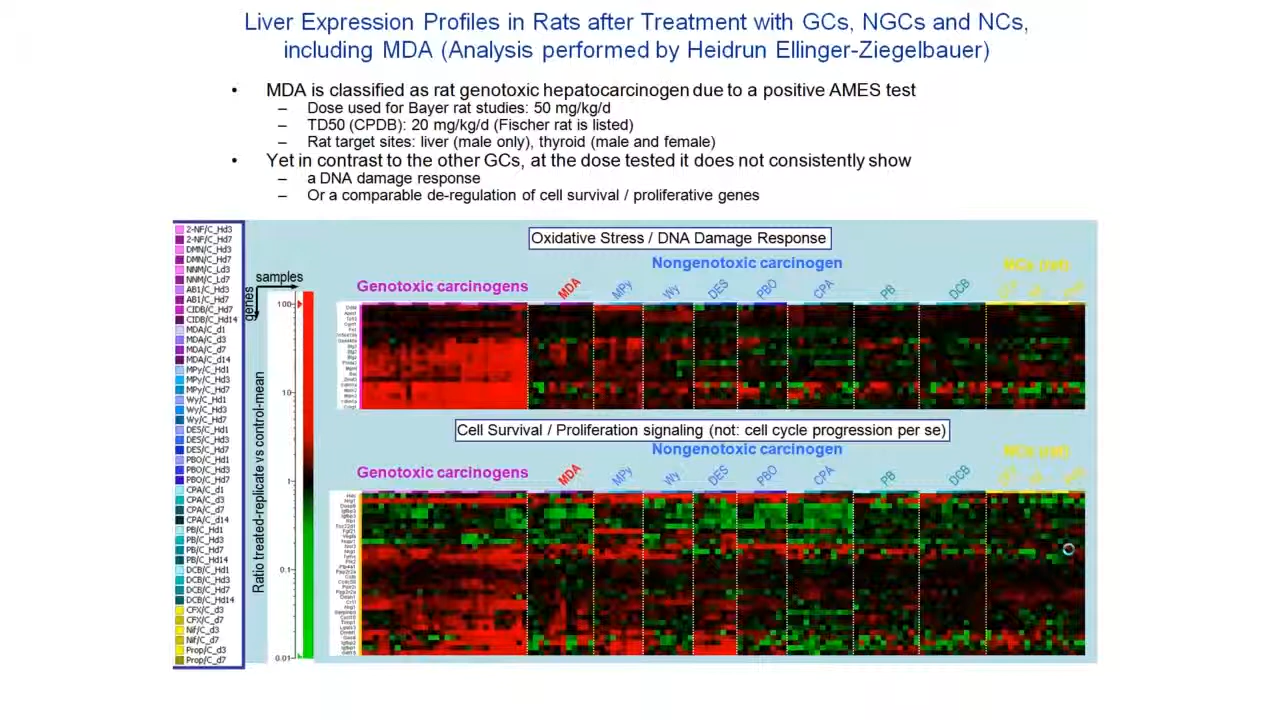 Liver Expression Profiles in Rats after Treatment with GCs, NGCs and NCs,
including MDA (Analysis performed by Heidrun Ellinger-Ziegelbauer)
• MDA is classified as rat genotoxic hepatocarcinogen due to a positive AMES test
– Dose used for Bayer rat studies: 50 mg/kg/d
– TD50 (CPDB): 20 mg/kg/d (Fischer rat is listed)
– Rat target sites: liver (male only), thyroid (male and female)
• Yet in contrast to the other GCs, at the dose tested it does not consistently show
– a DNA damage response
– Or a comparable de-regulation of cell survival / proliferative genes
2-NF/C_Hd3
2-NF/C_Hd7
DMN/C_Hd3
DMN/C_Hd7
NNM/C_Ld3
NNM/C_Ld7
AB1/C_Hd3
AB1/C_Hd7
CIDB/C_Hd7
CIDB/C_Hd14
MDA/C_d1
MDA/C_d3
MDA/C_d7
MDA/C_d14
MPy/C_Hd1
MPy/C_Hd3
MPy/C_Hd7
Wy/C_Hd1
Wy/C_Hd3
Wy/C_Hd7
DES/C_Hd1
DES/C_Hd3
DES/C_Hd7
PBO/C_Hd1
PBO/C_Hd3
PBO/C_Hd7
CPA/C_d1
CPA/C_d3
CPA/C_d7
CPA/C_d14
PB/C_Hd1
PB/C_Hd3
PB/C_Hd7
PB/C_Hd14
DCB/C_Hd1
DCB/C_Hd3
DCB/C_Hd7
DCB/C_Hd14
CFX/C_d3
CFX/C_d7
Nif/C_d3
Nif/C_d7
Prop/C_d3
Prop/C_d7
samples
genes
Ratio treated-replicate vs control-mean
100
10
1
0.1
0.01
Oxidative Stress / DNA Damage Response
Nongenotoxic carcinogen
NCs (rat)
Genotoxic carcinogens
MDA
MPy
Wy
DES
PBO
CPA
PB
DCB
Cell Survival / Proliferation signaling (not: cell cycle progression per se)
Nongenotoxic carcinogen
NCs (rat)
Genotoxic carcinogens
MDA
MPy
Wy
DES
PBO
CPA
PB
DCB